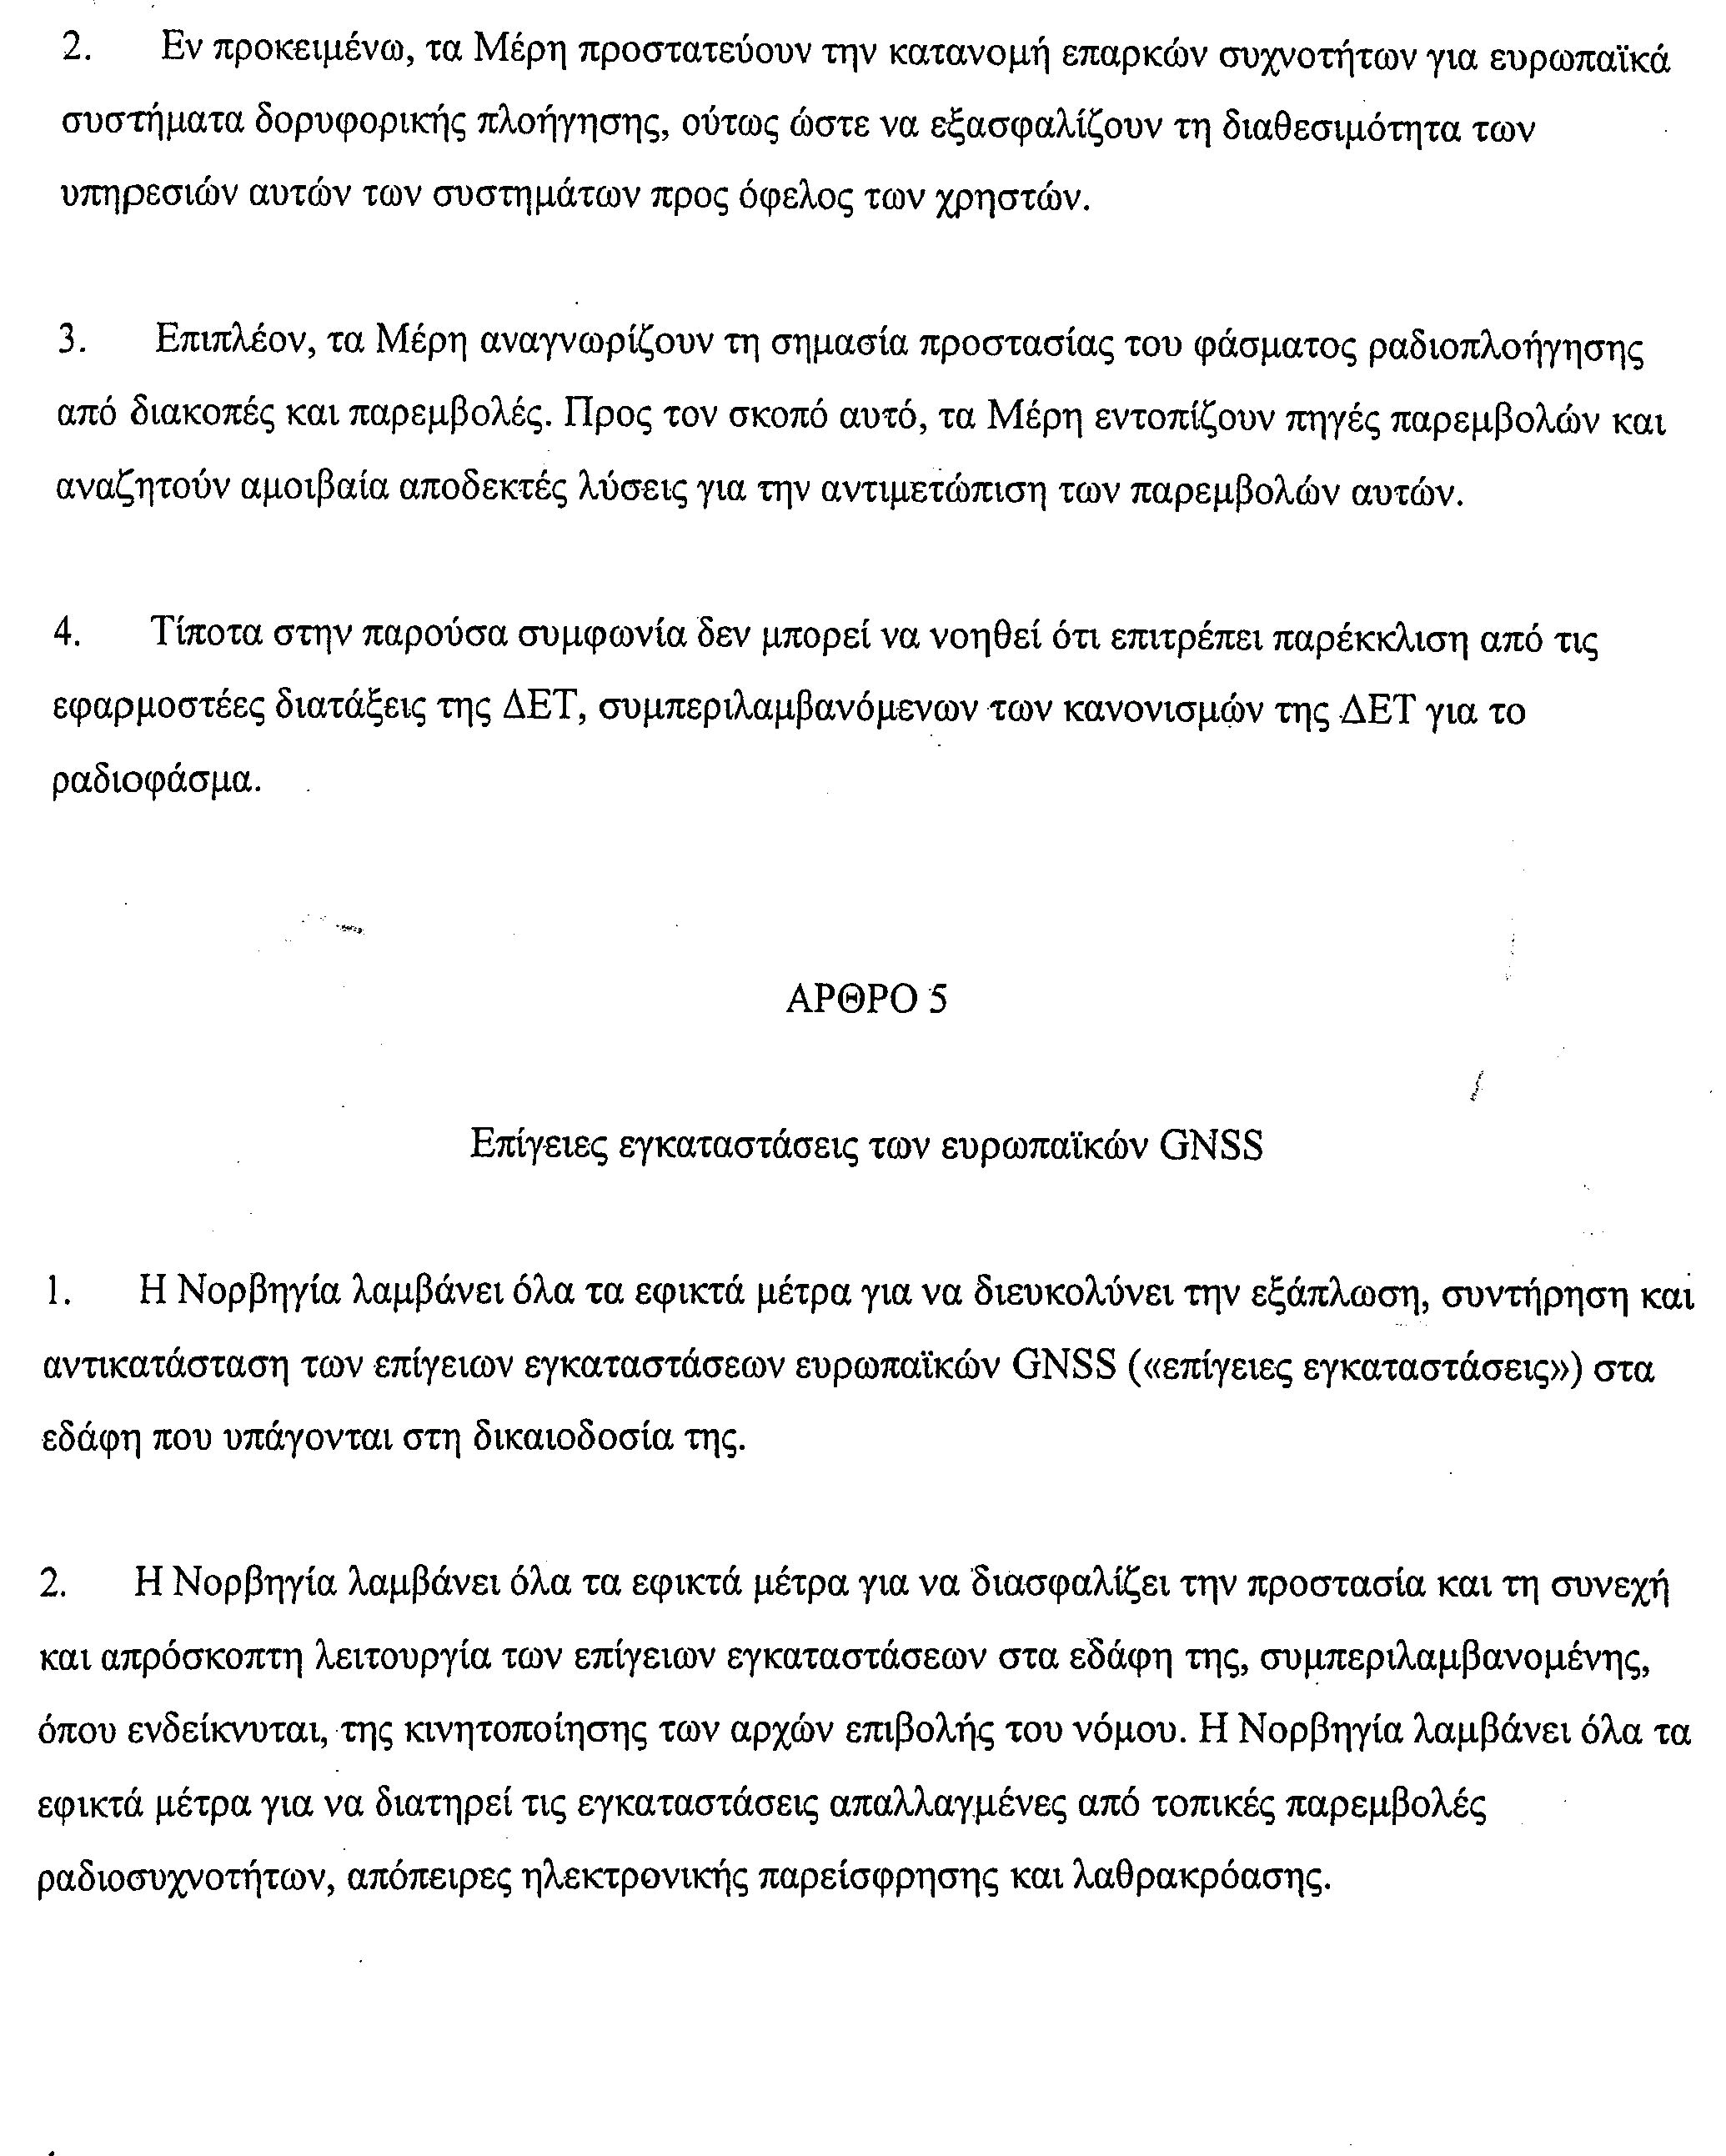 2. Εν προκειμένω, τα Μέρη προστατεύουν την κατανομή επαρκών συχνοτήτων για ευρωπαϊκά
συστήματα δορυφορικής πλοήγησης, ούτως ώστε να εξασφαλίζουν τη διαθεσιμότητα των
υπηρεσιών αυτών των συστημάτων προς όφελος των χρηστών.
3. Επιπλέον, τα Μέρη αναγνωρίζουν τη σημασία προστασίας του φάσματος ραδιοπλοήγησης
από διακοπές και παρεμβολές. Προς τον σκοπό αυτό, τα Μέρη εντοπίζουν πηγές παρεμβολών και
αναζητούν αμοιβαία αποδεκτές λύσεις για την αντιμετώπιση των παρεμβολών αυτών.
4. Τίποτα στην παρούσα συμφωνία δεν μπορεί να νοηθεί ότι επιτρέπει παρέκκλιση από τις
εφαρμοστέες διατάξεις της ΔΕΤ, συμπεριλαμβανόμενων των κανονισμών της ΔΕΤ για το
ραδιοφάσμα.
ΑΡΘΡΟ 5
Επίγειες εγκαταστάσεις των ευρωπαϊκών GNSS
1. Η Νορβηγία λαμβάνει όλα τα εφικτά μέτρα για να διευκολύνει την εξάπλωση, συντήρηση και
αντικατάσταση των επίγειων εγκαταστάσεων ευρωπαϊκών GNSS («επίγειες εγκαταστάσεις») στα
εδάφη που υπάγονται στη δικαιοδοσία της.
2. Η Νορβηγία λαμβάνει όλα τα εφικτά μέτρα για να διασφαλίζει την προστασία και τη συνεχή
και απρόσκοπτη λειτουργία των επίγειων εγκαταστάσεων στα εδάφη της, συμπεριλαμβανομένης,
όπου ενδείκνυται, της κινητοποίησης των αρχών επιβολής του νόμου. Η Νορβηγία λαμβάνει όλα τα
εφικτά μέτρα για να διατηρεί τις εγκαταστάσεις απαλλαγμένες από τοπικές παρεμβολές
ραδιοσυχνοτήτων, απόπειρες ηλεκτρονικής παρείσφρησης και λαθρακρόασης.